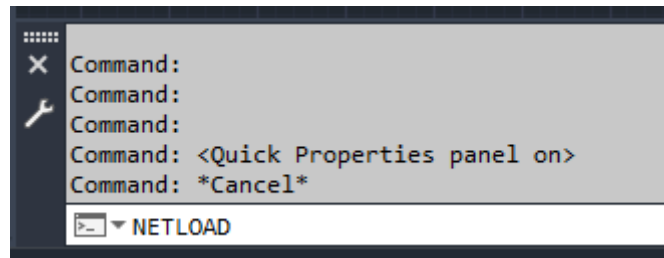 Command:
Command:
Command:
Command: <Quick Properties panel on>
Command: *Cancel*
NETLOAD